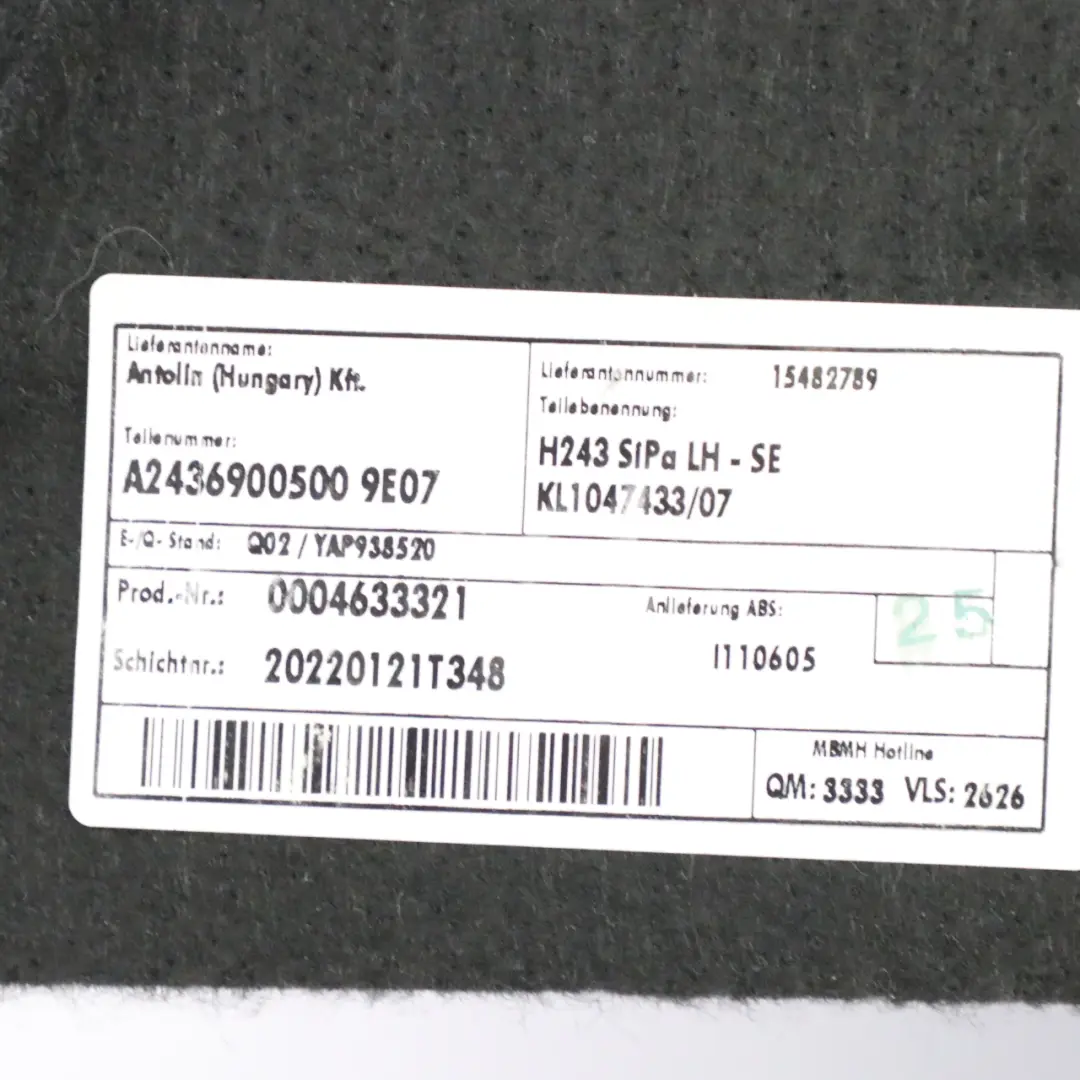 Lieferantenname:
Antolin (Hungary) Kft.
Teilenummer:
A2436900500 9E07
Lieferantennummer: 15482789
Teilebenennung:
H243 SiPa LH - SE
KL1047433/07
E-/Q- Stand: Q02 / YAP938520
Prod.-Nr.: 0004633321
Anlieferung ABS:
I110605
25
Schichtnr.: 20220121T348
MBMH Hotline
QM: 3333 VLS: 2626